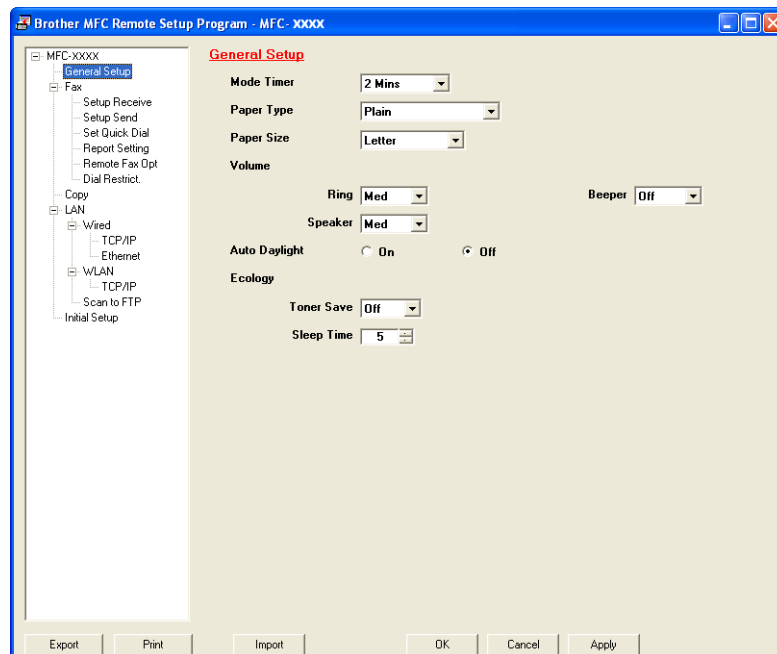 Brother MFC Remote Setup Program - MFC- XXXX
MFC-XXXX
General Setup
Fax
Setup Receive
Setup Send
Set Quick Dial
Report Setting
Remote Fax Opt
Dial Restrict.
Copy
LAN
Wired
TCP/IP
Ethernet
WLAN
TCP/IP
Scan to FTP
Initial Setup
General Setup
Mode Timer 2 Mins
Paper Type Plain
Paper Size Letter
Volume
Ring Med Beeper Off
Speaker Med
Auto Daylight On Off
Ecology
Toner Save Off
Sleep Time 5
Export Print Import OK Cancel Apply